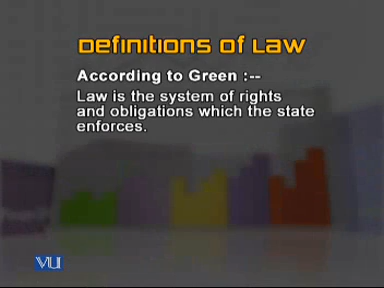 Definitions of Law
According to Green :--
Law is the system of rights
and obligations which the state
enforces.
VU